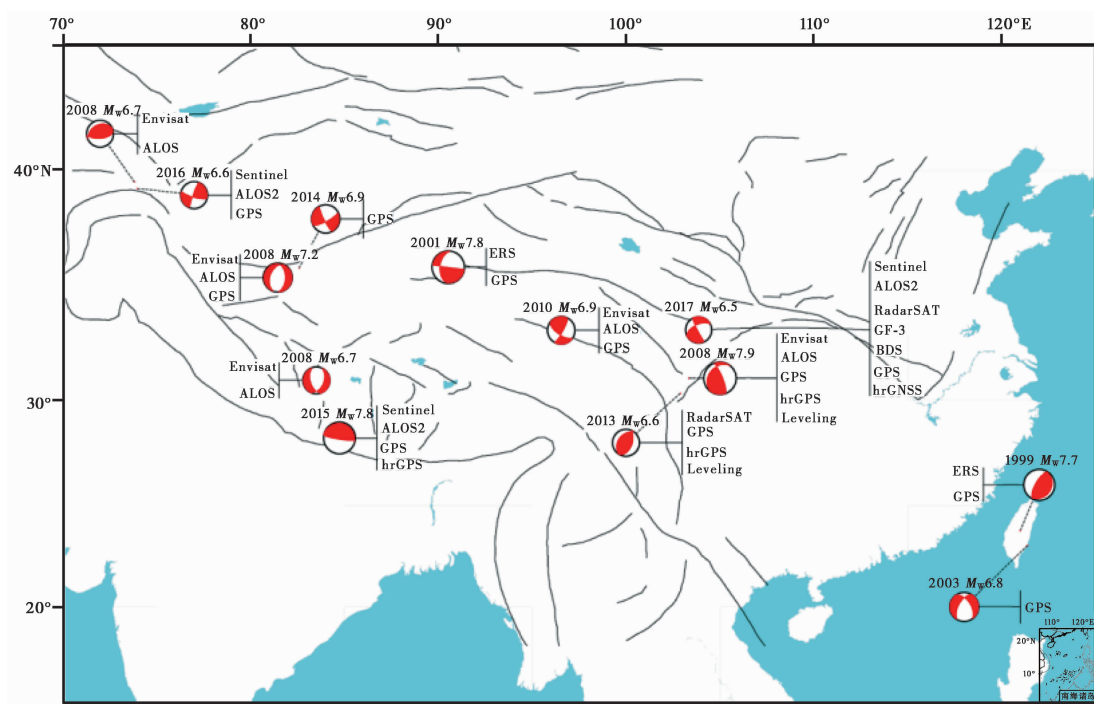 70°
80°
90°
100°
110°
120°E
40°N
30°
20°
2008 Mw6.7
Envisat
ALOS
2016 Mw6.6
Sentinel
ALOS2
GPS
2014 Mw6.9
GPS
2008 Mw7.2
Envisat
ALOS
GPS
2001 Mw7.8
ERS
GPS
2010 Mw6.9
Envisat
ALOS
GPS
2017 Mw6.5
Sentinel
ALOS2
RadarSAT
GF-3
BDS
GPS
hrGNSS
2008 Mw7.9
Envisat
ALOS
GPS
hrGPS
Leveling
2008 Mw6.7
Envisat
ALOS
2015 Mw7.8
Sentinel
ALOS2
GPS
hrGPS
2013 Mw6.6
RadarSAT
GPS
hrGPS
Leveling
1999 Mw7.7
ERS
GPS
2003 Mw6.8
GPS
110°
120°E
20°N
10°
南海诸岛